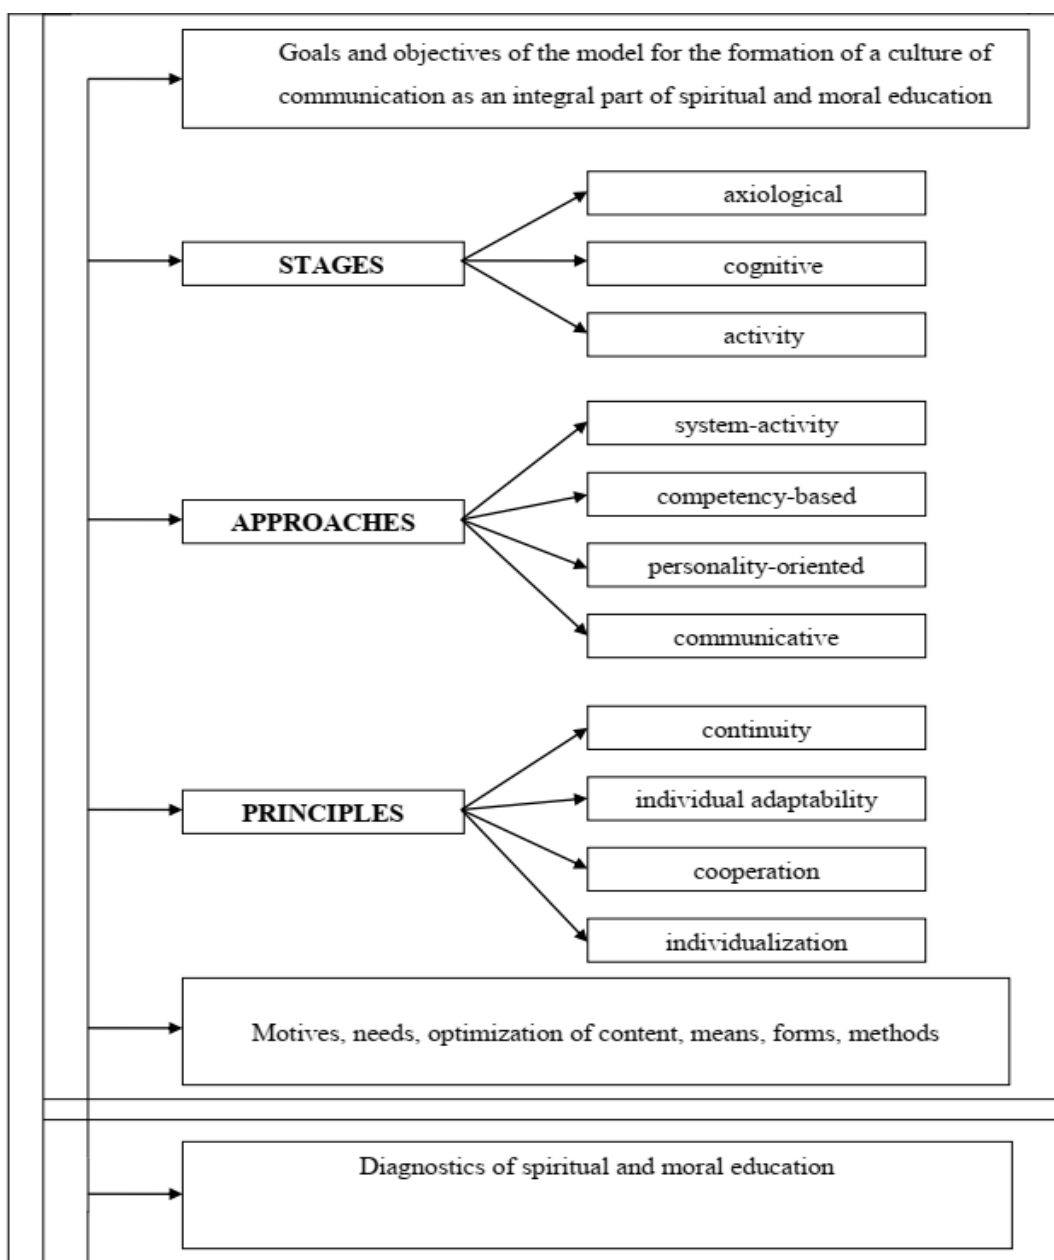 Goals and objectives of the model for the formation of a culture of
communication as an integral part of spiritual and moral education
STAGES
axiological
cognitive
activity
APPROACHES
system-activity
competency-based
personality-oriented
communicative
PRINCIPLES
continuity
individual adaptability
cooperation
individualization
Motives, needs, optimization of content, means, forms, methods
Diagnostics of spiritual and moral education